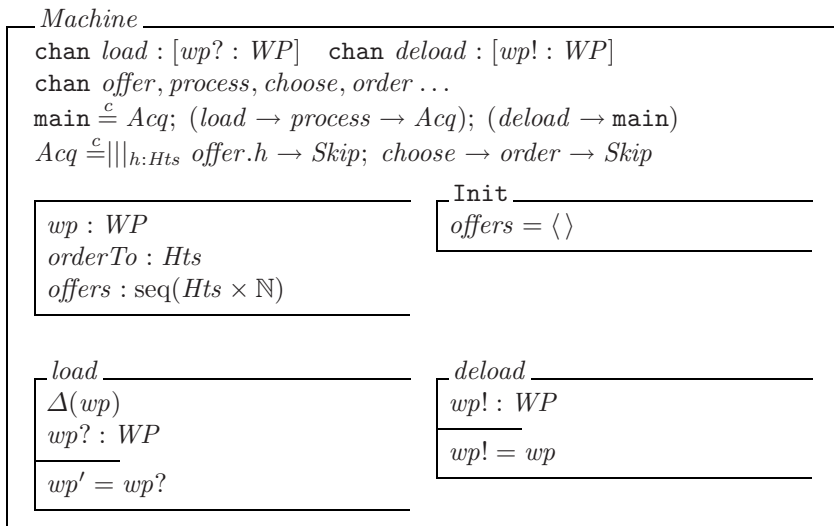 Machine
chan load : [wp? : WP] chan deload : [wp! : WP]
chan offer, process, choose, order ...
main c= Acq; (load → process → Acq); (deload → main)
Acq c= |||h:Hts offer.h → Skip; choose → order → Skip
wp : WP
orderTo : Hts
offers : seq(Hts × ℕ)
Init
offers = ⟨ ⟩
load
Δ(wp)
wp? : WP
wp′ = wp?
deload
wp! : WP
wp! = wp